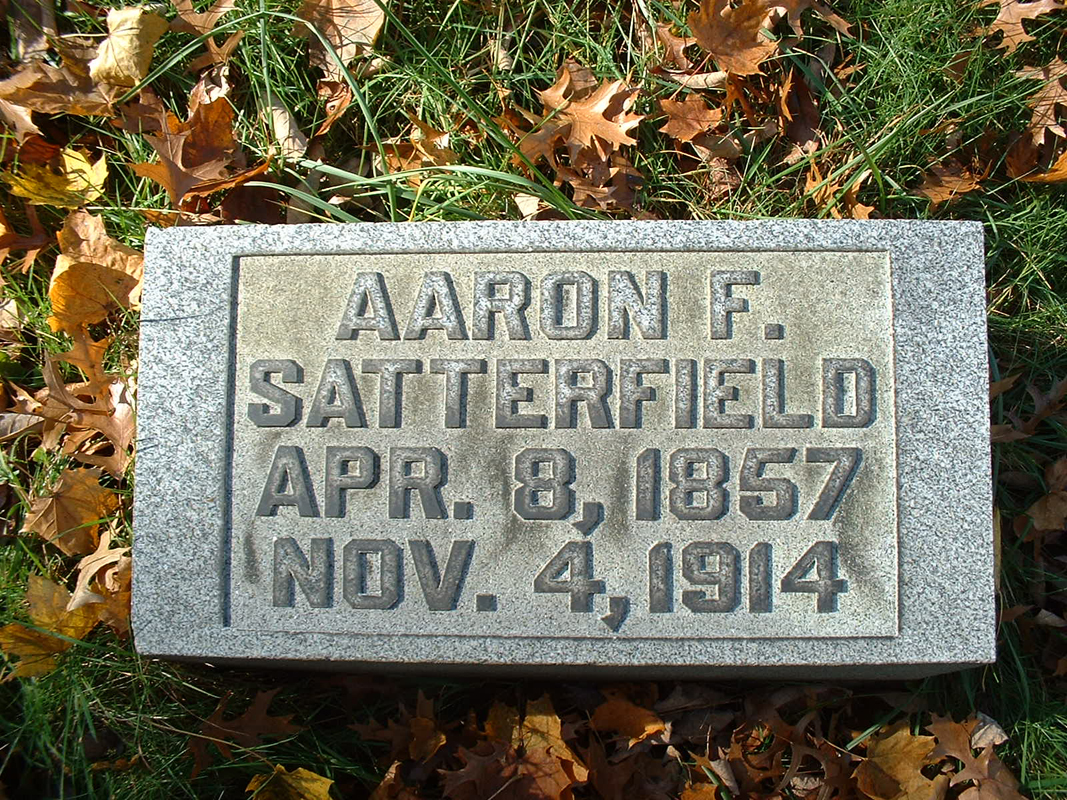 AARON F.
SATTERFIELD
APR. 8, 1857
NOV. 4, 1914